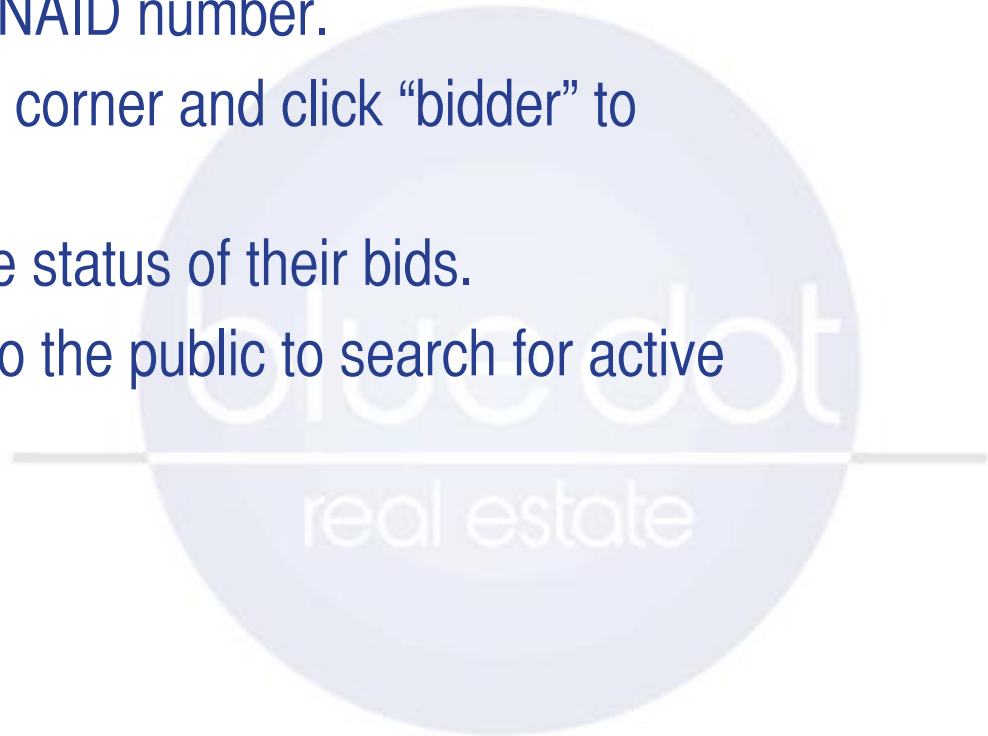 NAID number.
corner and click “bidder” to
e status of their bids.
o the public to search for active
blue dot
real estate